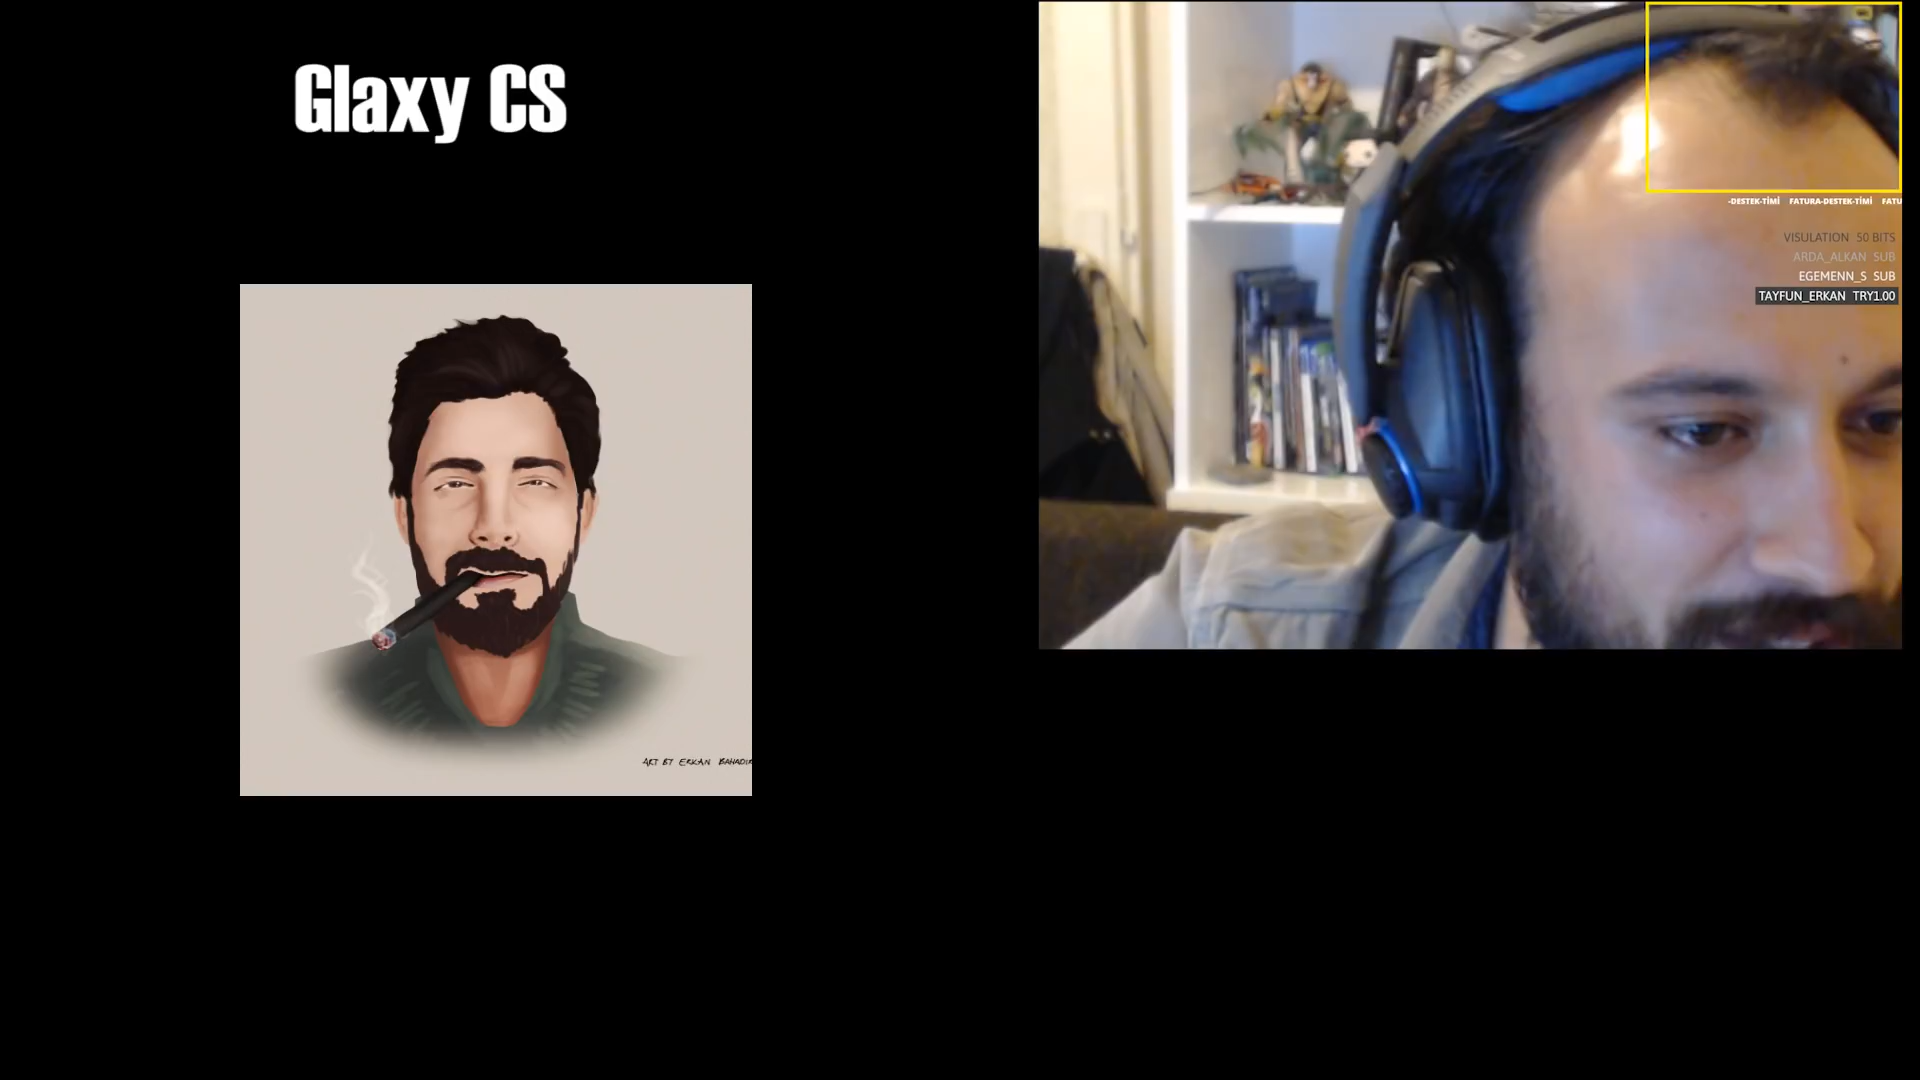 Glaxy CS
-DESTEK-TİMİ FATURA-DESTEK-TİMİ FATU
VISULATION 50 BITS
ARDA_ALKAN SUB
EGEMENN_S SUB
TAYFUN_ERKAN TRY1.00
ART BY ERKAN BAHADIR